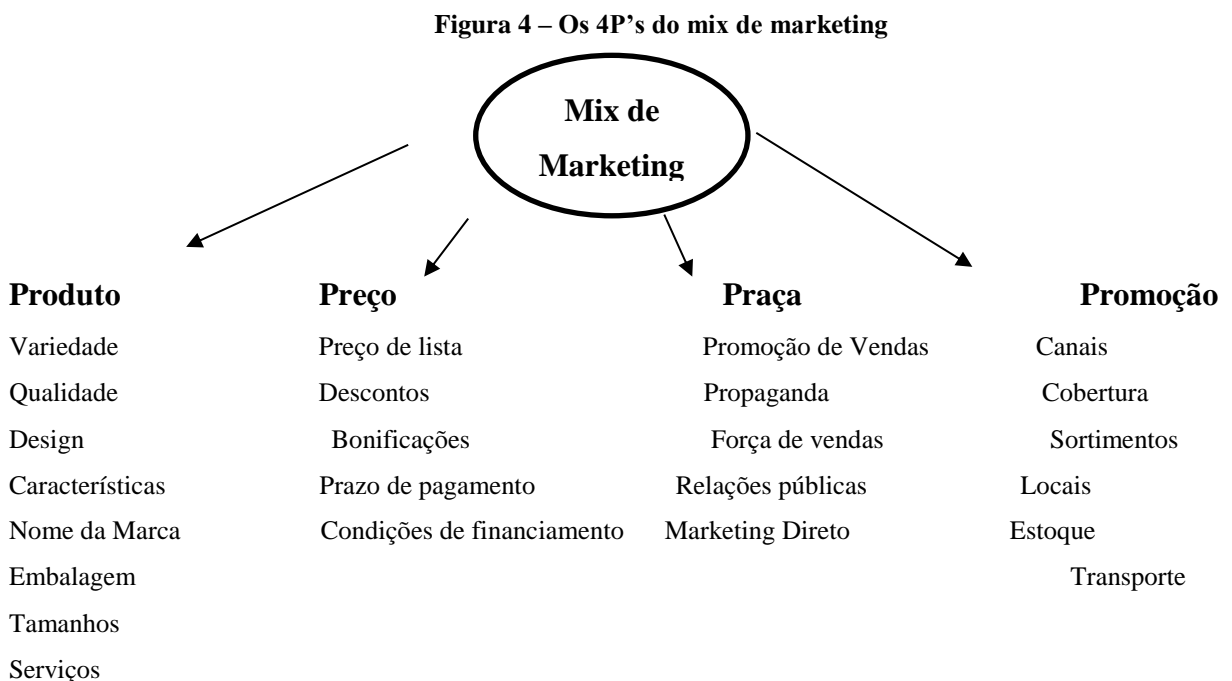 Figura 4 – Os 4P’s do mix de marketing
Mix de
Marketing
Produto Preço Praça Promoção
Variedade Preço de lista Promoção de Vendas Canais
Qualidade Descontos Propaganda Cobertura
Design Bonificações Força de vendas Sortimentos
Características Prazo de pagamento Relações públicas Locais
Nome da Marca Condições de financiamento Marketing Direto Estoque
Embalagem Transporte
Tamanhos
Serviços